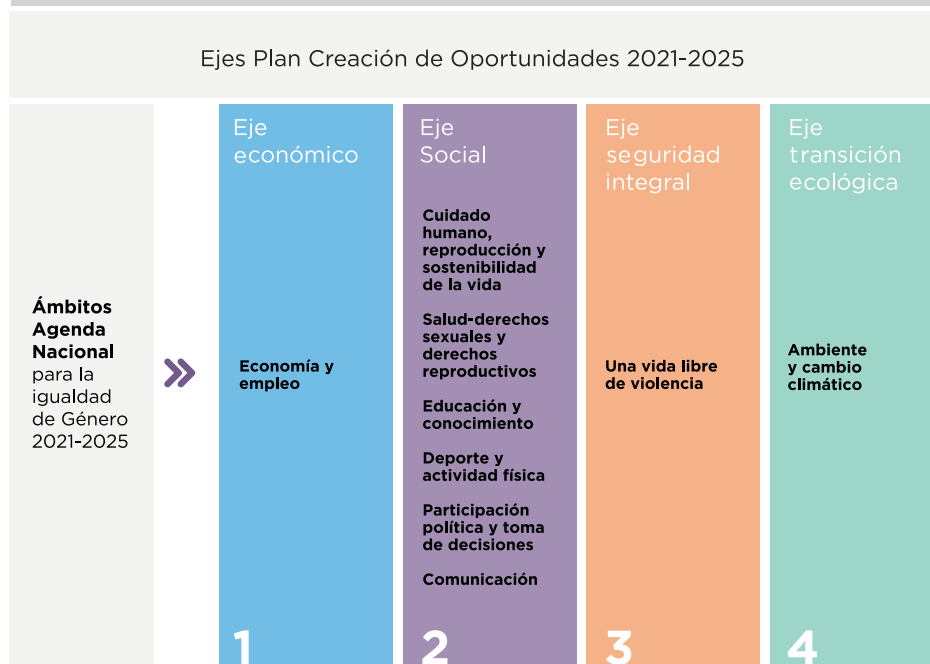 Ejes Plan Creación de Oportunidades 2021-2025
Ámbitos
Agenda
Nacional
para la
igualdad
de Género
2021-2025
Eje
económico
Economía y
empleo
1
Eje
Social
Cuidado
humano,
reproducción y
sostenibilidad
de la vida
Salud-derechos
sexuales y
derechos
reproductivos
Educación y
conocimiento
Deporte y
actividad física
Participación
política y toma
de decisiones
Comunicación
2
Eje
seguridad
integral
Una vida libre
de violencia
3
Eje
transición
ecológica
Ambiente
y cambio
climático
4